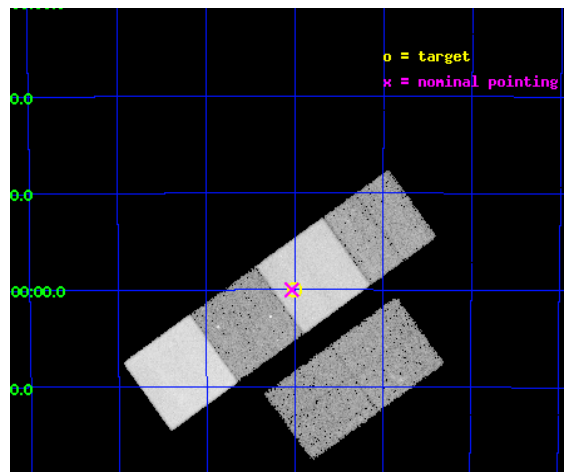 o = target
x = nominal pointing
0.0
0.0
00:00.0
0.0